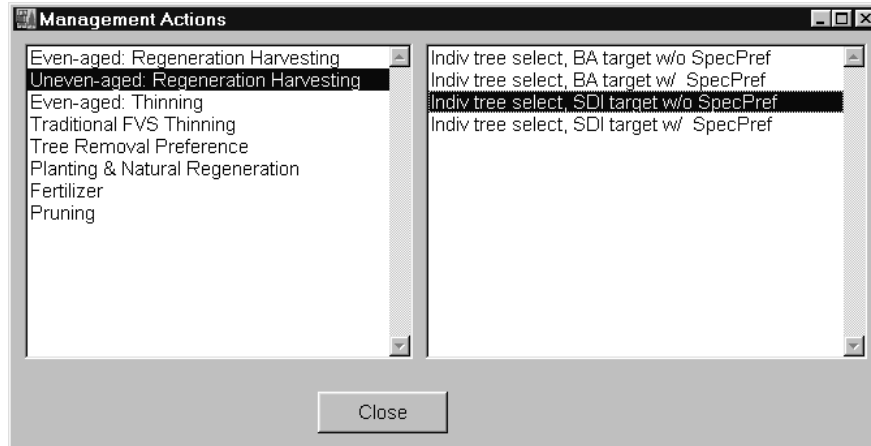 Management Actions
Even-aged: Regeneration Harvesting
Uneven-aged: Regeneration Harvesting
Even-aged: Thinning
Traditional FVS Thinning
Tree Removal Preference
Planting & Natural Regeneration
Fertilizer
Pruning
Indiv tree select, BA target w/o SpecPref
Indiv tree select, BA target w/  SpecPref
Indiv tree select, SDI target w/o SpecPref
Indiv tree select, SDI target w/  SpecPref
Close